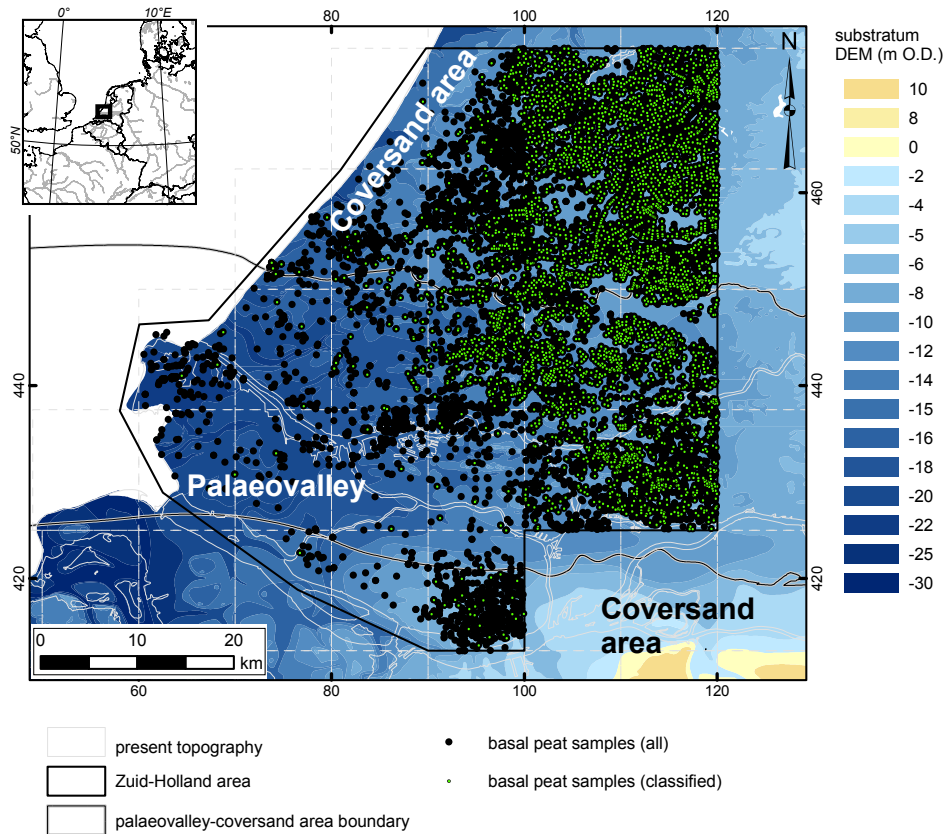 0°
10°E
50°N
80
100
120
N
460
440
420
Coversand area
Palaeovalley
Coversand
area
0
10
20
km
60
80
100
120
substratum
DEM (m O.D.)
10
8
0
-2
-4
-5
-6
-8
-10
-12
-14
-15
-16
-18
-20
-22
-25
-30
present topography
Zuid-Holland area
palaeovalley-coversand area boundary
basal peat samples (all)
basal peat samples (classified)